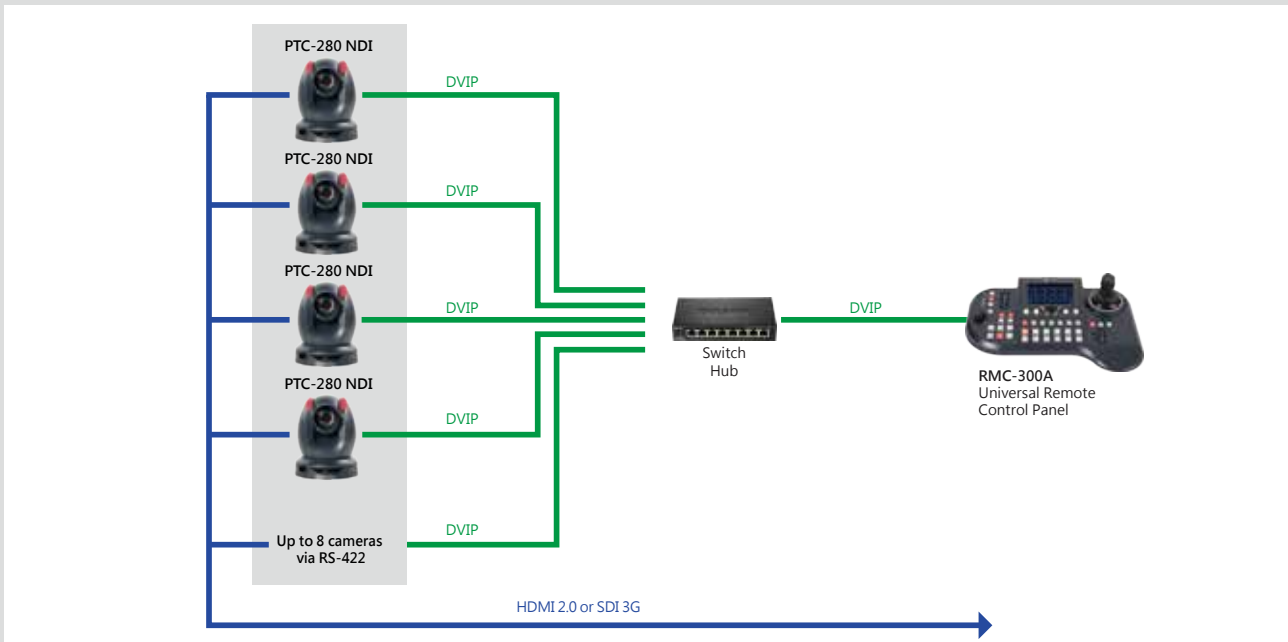 PTC-280 NDI
DVIP
PTC-280 NDI
DVIP
PTC-280 NDI
DVIP
DVIP
Switch
Hub
RMC-300A
Universal Remote
Control Panel
PTC-280 NDI
DVIP
DVIP
Up to 8 cameras
via RS-422
HDMI 2.0 or SDI 3G